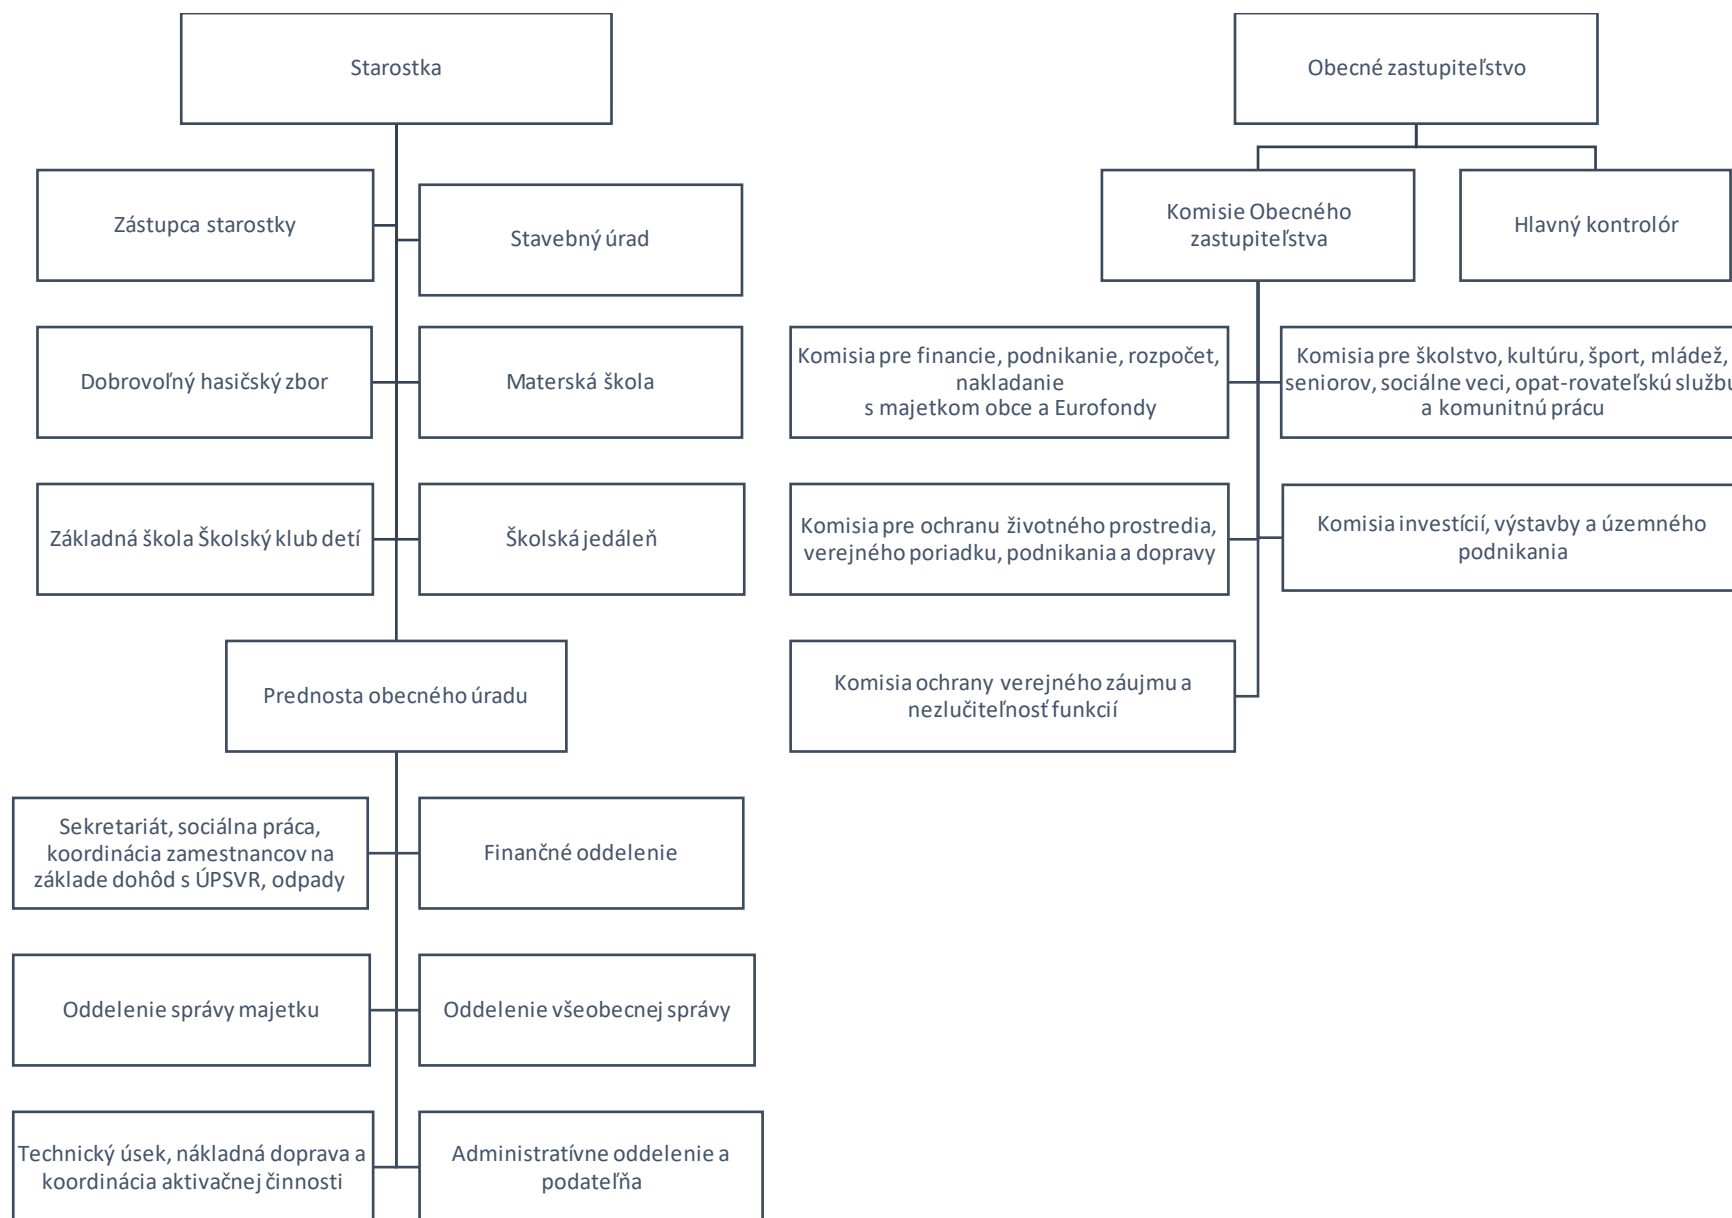 Starostka
Zástupca starostky
Stavebný úrad
Dobrovoľný hasičský zbor
Materská škola
Základná škola Školský klub detí
Školská jedáleň
Prednosta obecného úradu
Sekretariát, sociálna práca,
koordinácia zamestnancov na
základe dohôd s ÚPSVR, odpady
Finančné oddelenie
Oddelenie správy majetku
Oddelenie všeobecnej správy
Technický úsek, nákladná doprava a
koordinácia aktivačnej činnosti
Administratívne oddelenie a
podateľňa
Obecné zastupiteľstvo
Komisie Obecného
zastupiteľstva
Hlavný kontrolór
Komisia pre financie, podnikanie, rozpočet,
nakladanie
s majetkom obce a Eurofondy
Komisia pre školstvo, kultúru, šport, mládež,
seniorov, sociálne veci, opat-rovateľskú službu
a komunitnú prácu
Komisia pre ochranu životného prostredia,
verejného poriadku, podnikania a dopravy
Komisia investícií, výstavby a územného
podnikania
Komisia ochrany verejného záujmu a
nezlučiteľnosť funkcií